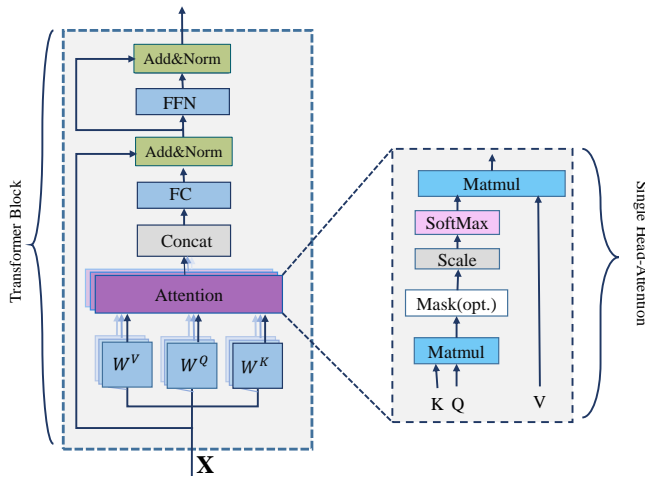 Transformer Block
Add&Norm
FFN
Add&Norm
FC
Concat
Attention
W^V
W^Q
W^K
X
Matmul
SoftMax
Scale
Mask(opt.)
Matmul
K Q
V
Single Head-Attention